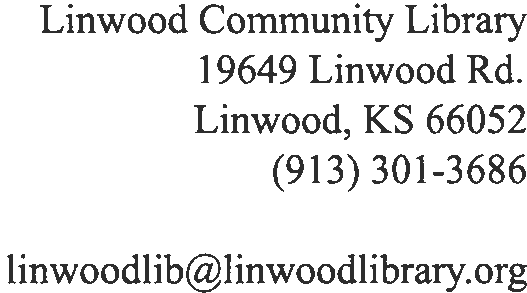 Linwood Community Library
19649 Linwood Rd.
Linwood, KS 66052
(913) 301-3686
linwoodlib@linwoodlibrary.org